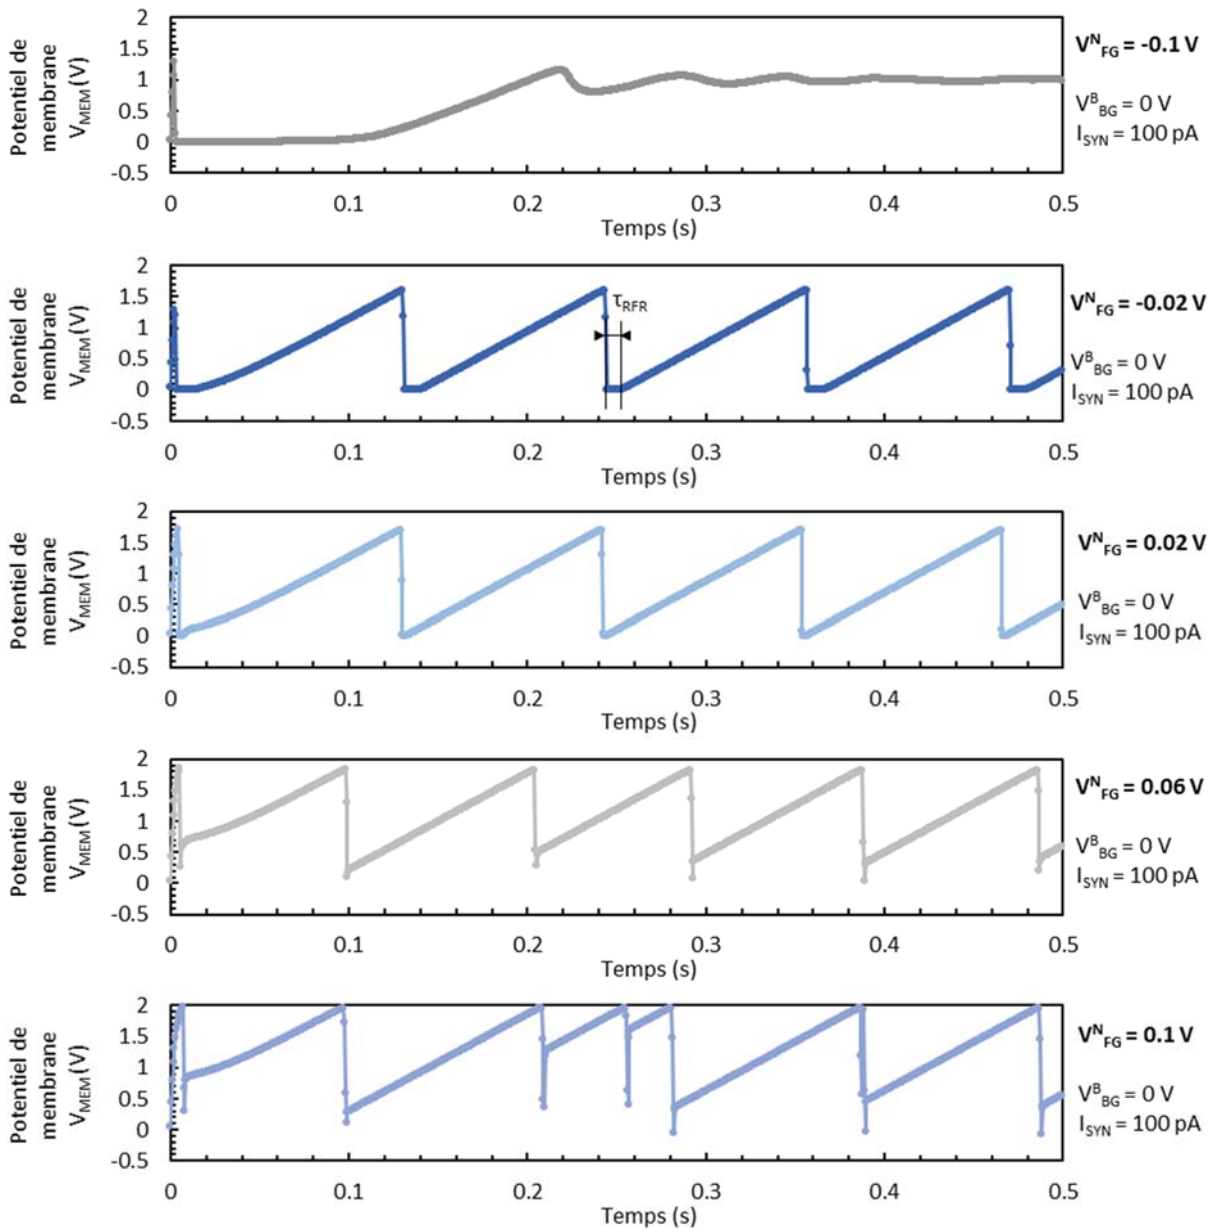 Potentiel de
membrane
V_MEM (V)
2
1.5
1
0.5
0
-0.5
0 0.1 0.2 0.3 0.4 0.5
Temps (s)
V^N_FG = -0.1 V
V^B_BG = 0 V
I_SYN = 100 pA
Potentiel de
membrane
V_MEM (V)
2
1.5
1
0.5
0
-0.5
τ_RFR
0 0.1 0.2 0.3 0.4 0.5
Temps (s)
V^N_FG = -0.02 V
V^B_BG = 0 V
I_SYN = 100 pA
Potentiel de
membrane
V_MEM (V)
2
1.5
1
0.5
0
-0.5
0 0.1 0.2 0.3 0.4 0.5
Temps (s)
V^N_FG = 0.02 V
V^B_BG = 0 V
I_SYN = 100 pA
Potentiel de
membrane
V_MEM (V)
2
1.5
1
0.5
0
-0.5
0 0.1 0.2 0.3 0.4 0.5
Temps (s)
V^N_FG = 0.06 V
V^B_BG = 0 V
I_SYN = 100 pA
Potentiel de
membrane
V_MEM (V)
2
1.5
1
0.5
0
-0.5
0 0.1 0.2 0.3 0.4 0.5
Temps (s)
V^N_FG = 0.1 V
V^B_BG = 0 V
I_SYN = 100 pA